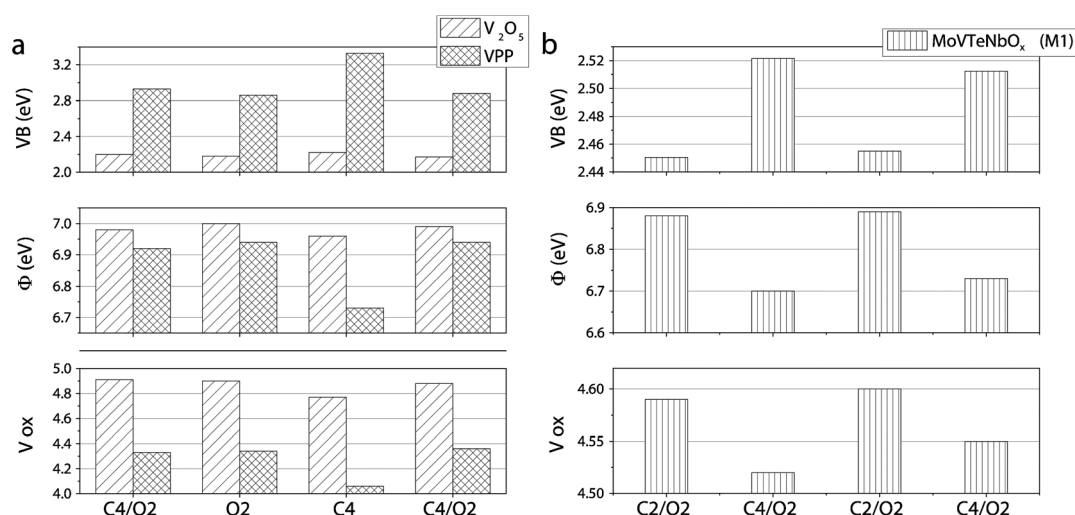 a
V₂O₅
VPP
VB (eV)
3.2
2.8
2.4
2.0
Φ (eV)
7.0
6.9
6.8
6.7
V ox
5.0
4.8
4.6
4.4
4.2
4.0
C4/O2
O2
C4
C4/O2
b
MoVTeNbOₓ (M1)
VB (eV)
2.52
2.50
2.48
2.46
2.44
Φ (eV)
6.9
6.8
6.7
6.6
V ox
4.60
4.55
4.50
C2/O2
C4/O2
C2/O2
C4/O2